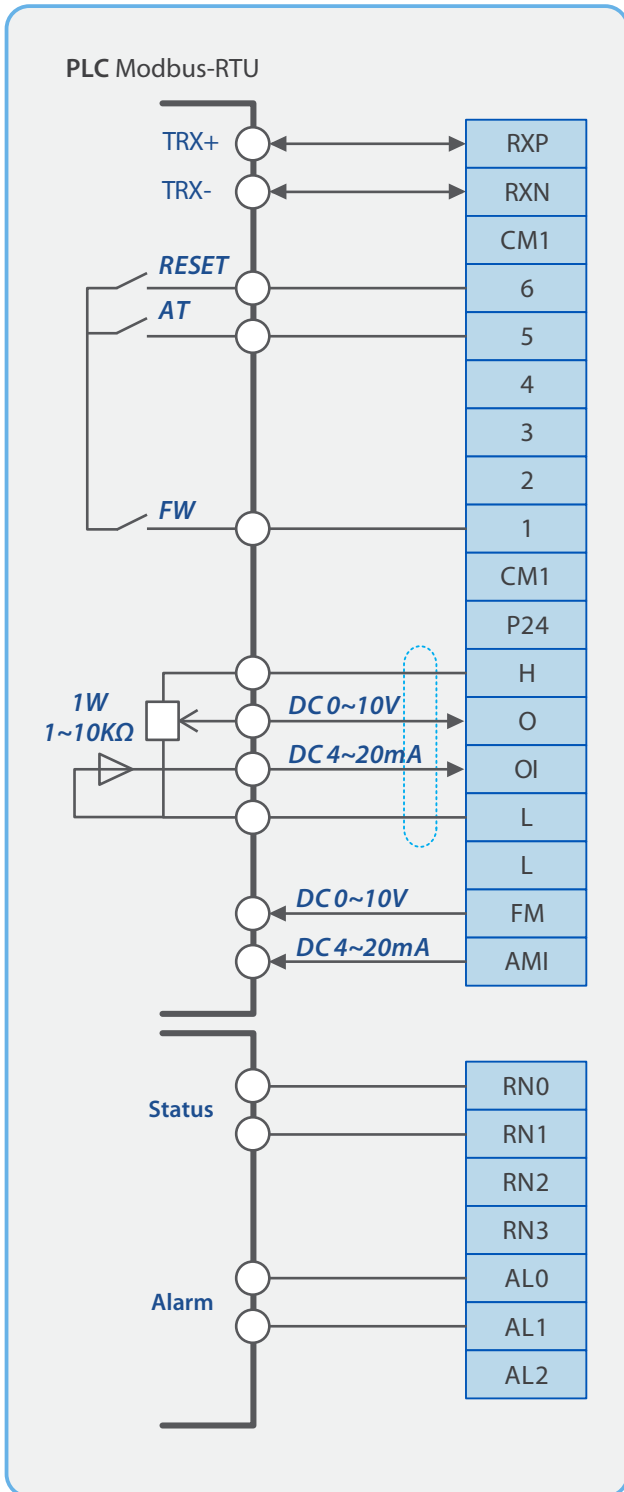 PLC Modbus-RTU
TRX+ RXP
TRX- RXN
CM1
RESET 6
AT 5
4
3
2
FW 1
CM1
P24
H
1W
1~10KΩ
DC 0~10V O
DC 4~20mA OI
L
L
DC 0~10V FM
DC 4~20mA AMI
Status
RN0
RN1
RN2
RN3
Alarm
AL0
AL1
AL2